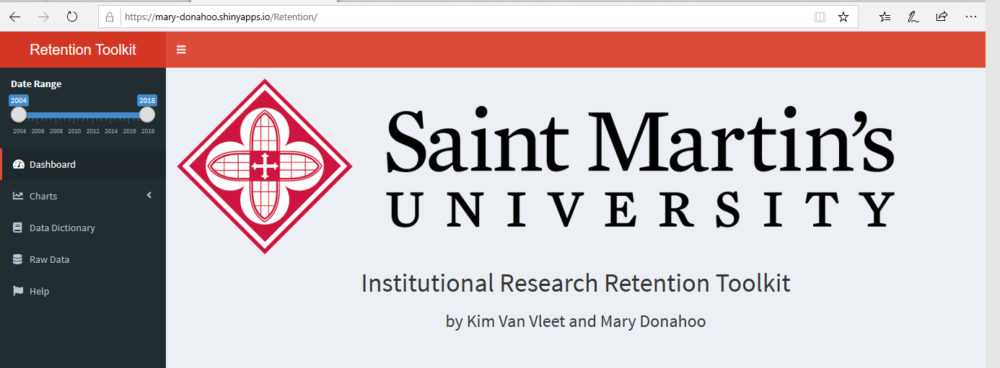 https://mary-donahoo.shinyapps.io/Retention/
Retention Toolkit
Date Range
2004 2018
2004 2006 2008 2010 2012 2014 2016 2018
Dashboard
Charts
Data Dictionary
Raw Data
Help
Saint Martin's
UNIVERSITY
Institutional Research Retention Toolkit
by Kim Van Vleet and Mary Donahoo